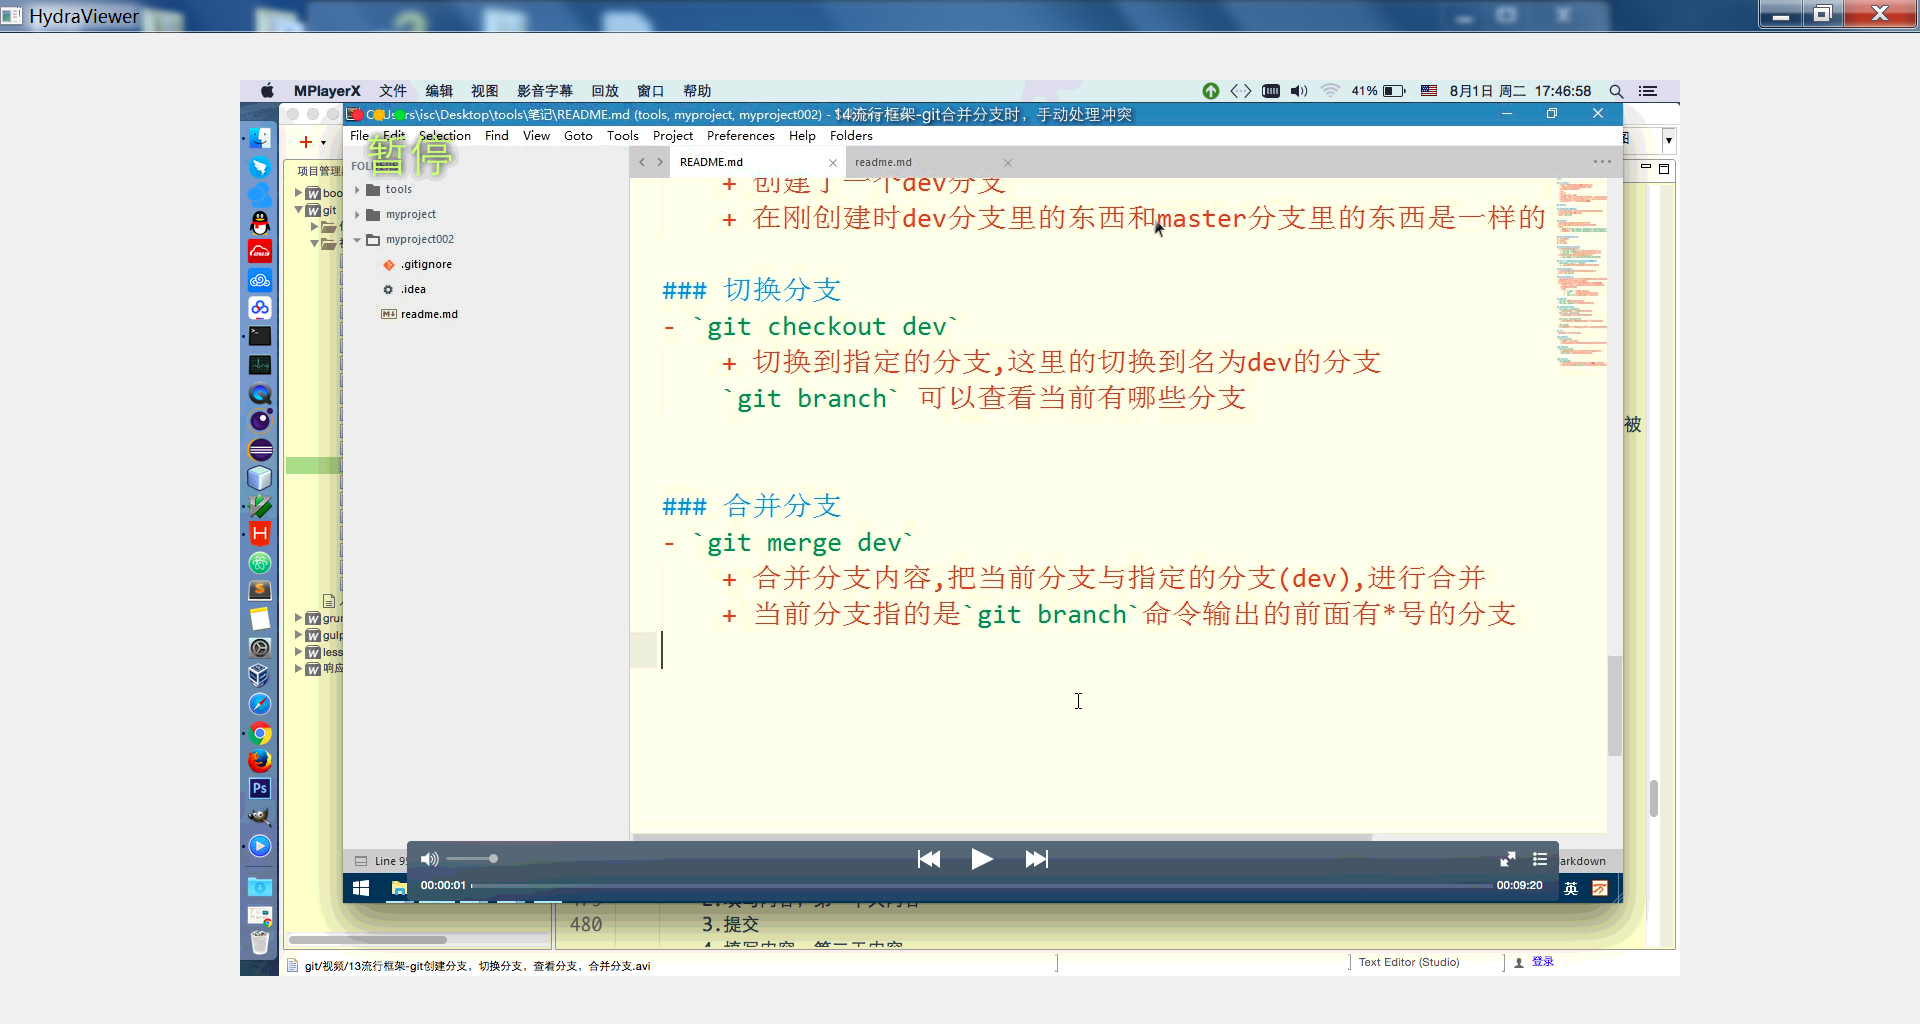 HydraViewer
MPlayerX 文件 编辑 视图 影音字幕 回放 窗口 帮助
41% 8月1日 周二 17:46:58
14流行框架-git合并分支时，手动处理冲突
sers\isc\Desktop\tools\笔记\README.md (tools, myproject, myproject002) -
File Edit Selection Find View Goto Tools Project Preferences Help Folders
暂停
项目管理
README.md
readme.md
tools
myproject
myproject002
.gitignore
.idea
readme.md
boo
git
grun
gulp
less
响应
+ 创建了一个dev分支
+ 在刚创建时dev分支里的东西和master分支里的东西是一样的
### 切换分支
- `git checkout dev`
+ 切换到指定的分支,这里的切换到名为dev的分支
`git branch` 可以查看当前有哪些分支
被
### 合并分支
- `git merge dev`
+ 合并分支内容,把当前分支与指定的分支(dev),进行合并
+ 当前分支指的是`git branch`命令输出的前面有*号的分支
Line 9
arkdown
00:00:01
00:09:20
英
480
3.提交
git/视频/13流行框架-git创建分支，切换分支，查看分支，合并分支.avi
Text Editor (Studio)
登录